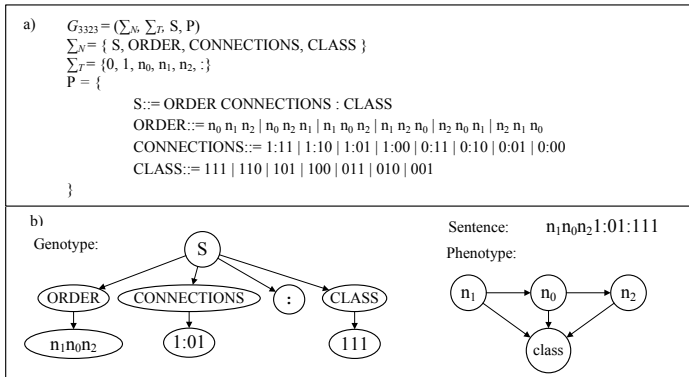 a) G₃₃₂₃ = (∑N, ∑T, S, P)
∑N = { S, ORDER, CONNECTIONS, CLASS }
∑T = {0, 1, n₀, n₁, n₂, :}
P = {
S::= ORDER CONNECTIONS : CLASS
ORDER::= n₀ n₁ n₂ | n₀ n₂ n₁ | n₁ n₀ n₂ | n₁ n₂ n₀ | n₂ n₀ n₁ | n₂ n₁ n₀
CONNECTIONS::= 1:11 | 1:10 | 1:01 | 1:00 | 0:11 | 0:10 | 0:01 | 0:00
CLASS::= 111 | 110 | 101 | 100 | 011 | 010 | 001
}
b)
Genotype:
S
ORDER CONNECTIONS : CLASS
n₁n₀n₂ 1:01 111
Sentence: n₁n₀n₂1:01:111
Phenotype:
n₁ n₀ n₂
class